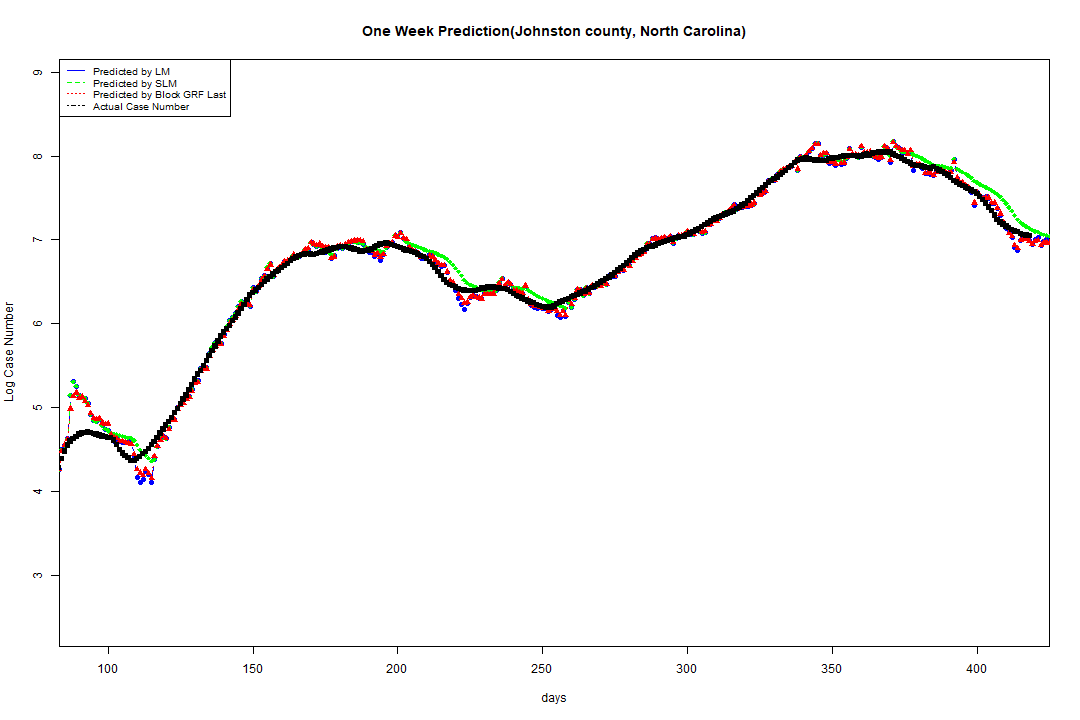 One Week Prediction(Johnston county, North Carolina)
Predicted by LM
Predicted by SLM
Predicted by Block GRF Last
Actual Case Number
9
8
7
6
5
4
3
Log Case Number
100 150 200 250 300 350 400
days